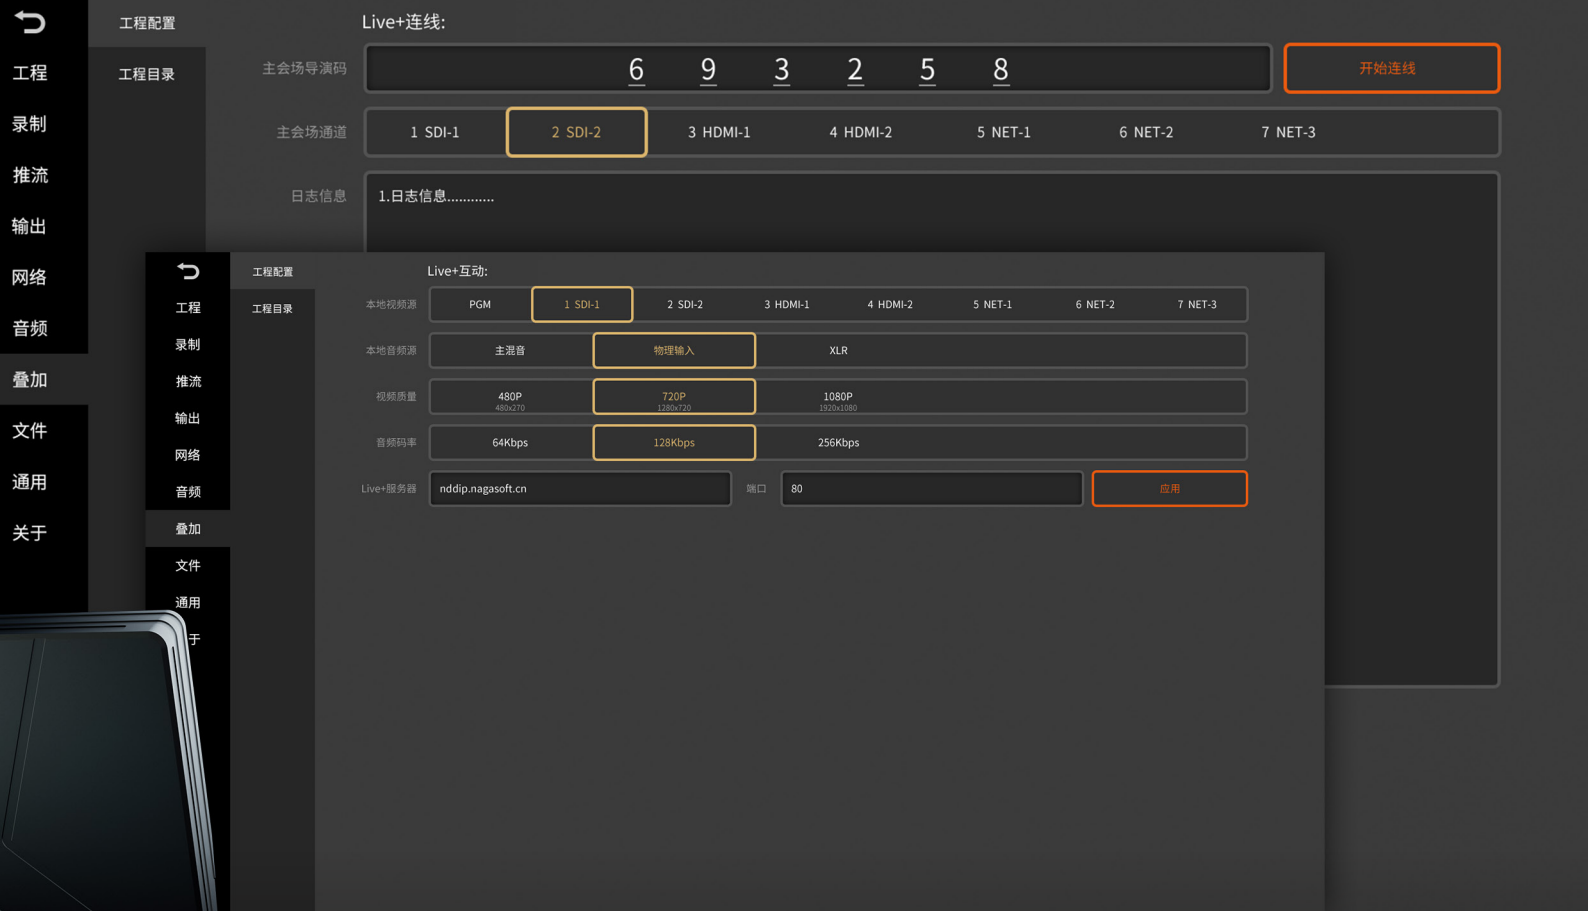 工程配置
工程目录
工程
录制
推流
输出
网络
音频
叠加
文件
通用
关于
Live+连线:
主会场导演码
6 9 3 2 5 8
开始连线
主会场通道
1 SDI-1
2 SDI-2
3 HDMI-1
4 HDMI-2
5 NET-1
6 NET-2
7 NET-3
日志信息
1.日志信息............
工程配置
工程目录
工程
录制
推流
输出
网络
音频
叠加
文件
通用
于
Live+互动:
本地视频源
PGM
1 SDI-1
2 SDI-2
3 HDMI-1
4 HDMI-2
5 NET-1
6 NET-2
7 NET-3
本地音频源
主混音
物理输入
XLR
视频质量
480P
480x270
720P
1280x720
1080P
1920x1080
音频码率
64Kbps
128Kbps
256Kbps
Live+服务器
nddip.nagasoft.cn
端口
80
应用